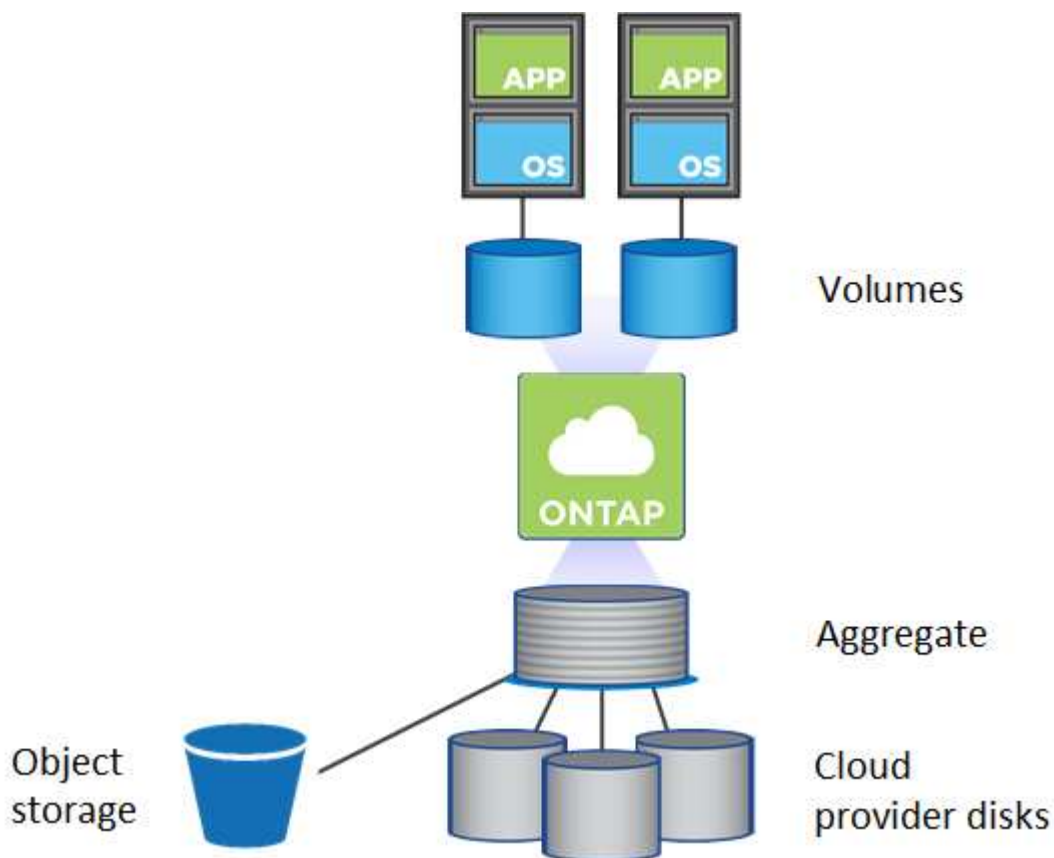 APP
APP
OS
OS
Volumes
ONTAP
Aggregate
Object
storage
Cloud
provider disks